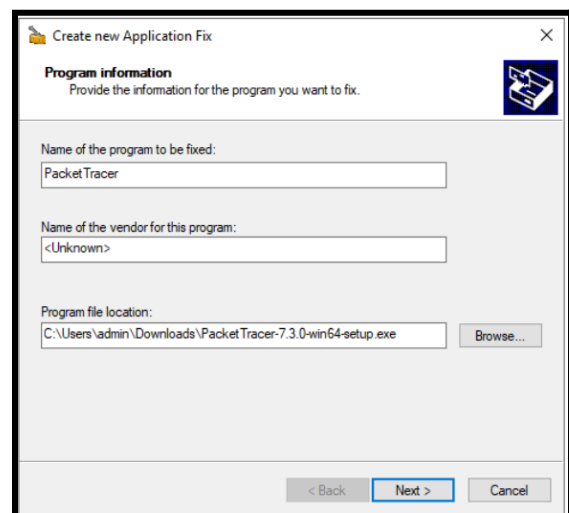 Create new Application Fix
Program information
Provide the information for the program you want to fix.
Name of the program to be fixed:
PacketTracer
Name of the vendor for this program:
<Unknown>
Program file location:
C:\Users\admin\Downloads\PacketTracer-7.3.0-win64-setup.exe
Browse...
< Back Next > Cancel